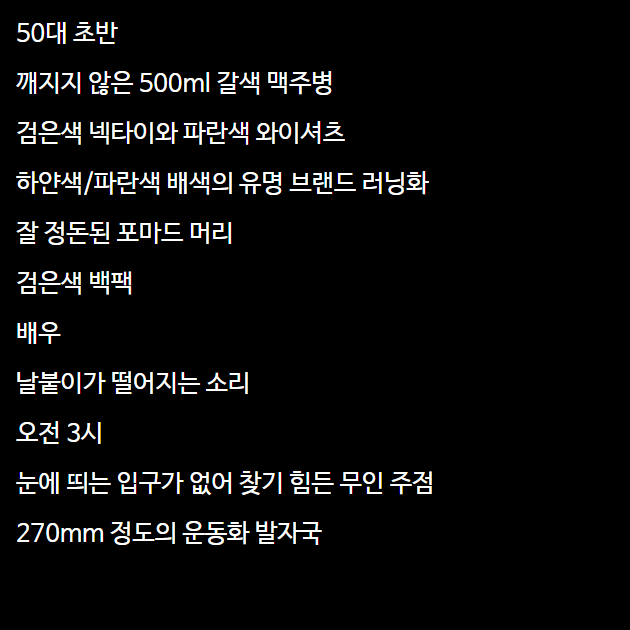 50대 초반
깨지지 않은 500ml 갈색 맥주병
검은색 넥타이와 파란색 와이셔츠
하얀색/파란색 배색의 유명 브랜드 러닝화
잘 정돈된 포마드 머리
검은색 백팩
배우
날붙이가 떨어지는 소리
오전 3시
눈에 띄는 입구가 없어 찾기 힘든 무인 주점
270mm 정도의 운동화 발자국